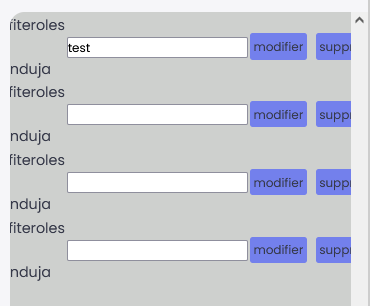 fiteroles
test modifier suppr
nduja
fiteroles
modifier suppr
nduja
fiteroles
modifier suppr
nduja
fiteroles
modifier suppr
nduja